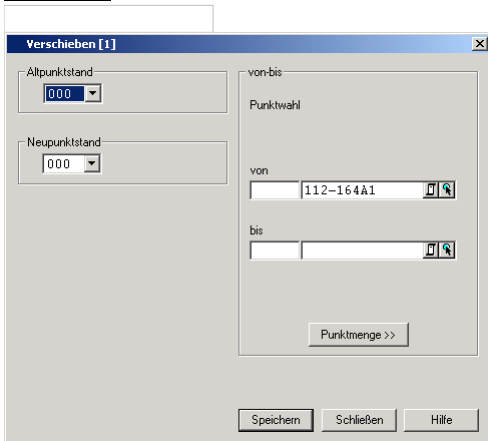 Verschieben [1]
Altpunktstand
000
Neupunktstand
000
von-bis
Punktwahl
von
112-164A1
bis
Punktmenge >>
Speichern
Schließen
Hilfe